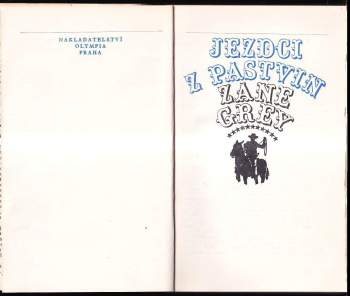 NAKLADATELSTVÍ
OLYMPIA
PRAHA
JEZDCI
Z PASTVIN
ZANE
GREY